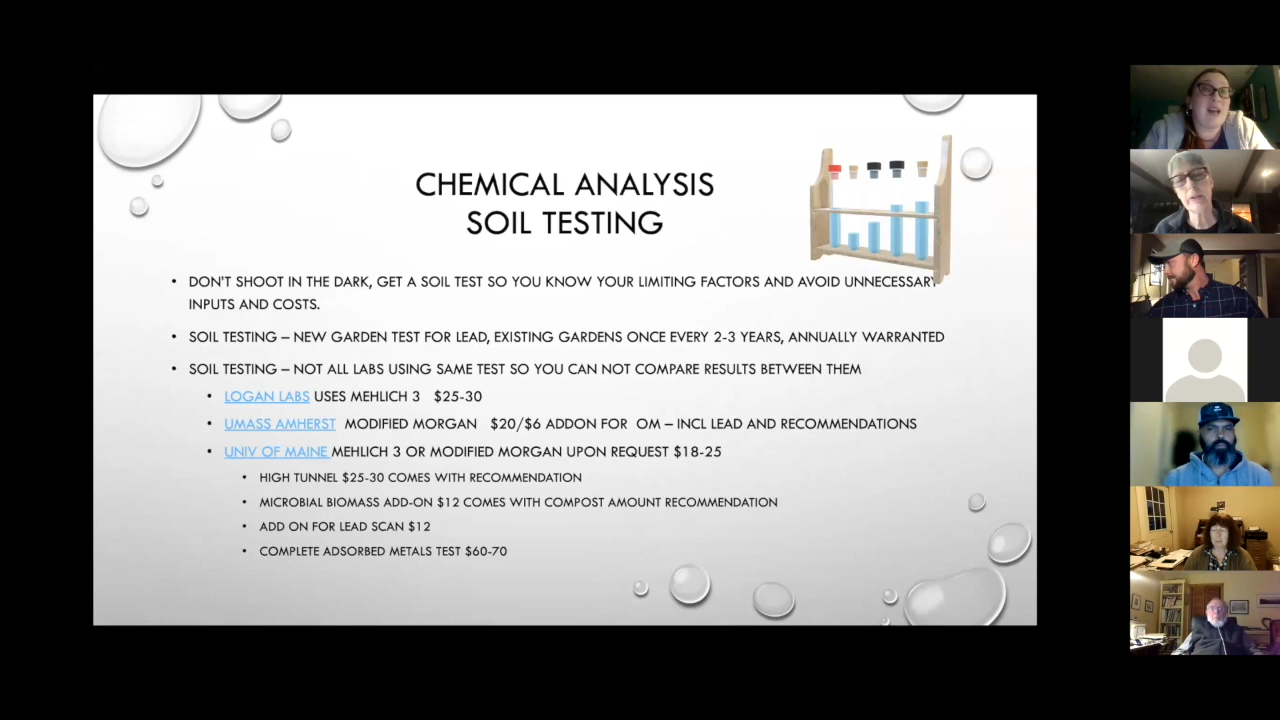 CHEMICAL ANALYSIS
SOIL TESTING
• DON'T SHOOT IN THE DARK, GET A SOIL TEST SO YOU KNOW YOUR LIMITING FACTORS AND AVOID UNNECESSARY
INPUTS AND COSTS.
• SOIL TESTING – NEW GARDEN TEST FOR LEAD, EXISTING GARDENS ONCE EVERY 2-3 YEARS, ANNUALLY WARRANTED
• SOIL TESTING – NOT ALL LABS USING SAME TEST SO YOU CAN NOT COMPARE RESULTS BETWEEN THEM
• LOGAN LABS USES MEHLICH 3 $25-30
• UMASS AMHERST MODIFIED MORGAN $20/$6 ADDON FOR OM – INCL LEAD AND RECOMMENDATIONS
• UNIV OF MAINE MEHLICH 3 OR MODIFIED MORGAN UPON REQUEST $18-25
• HIGH TUNNEL $25-30 COMES WITH RECOMMENDATION
• MICROBIAL BIOMASS ADD-ON $12 COMES WITH COMPOST AMOUNT RECOMMENDATION
• ADD ON FOR LEAD SCAN $12
• COMPLETE ADSORBED METALS TEST $60-70